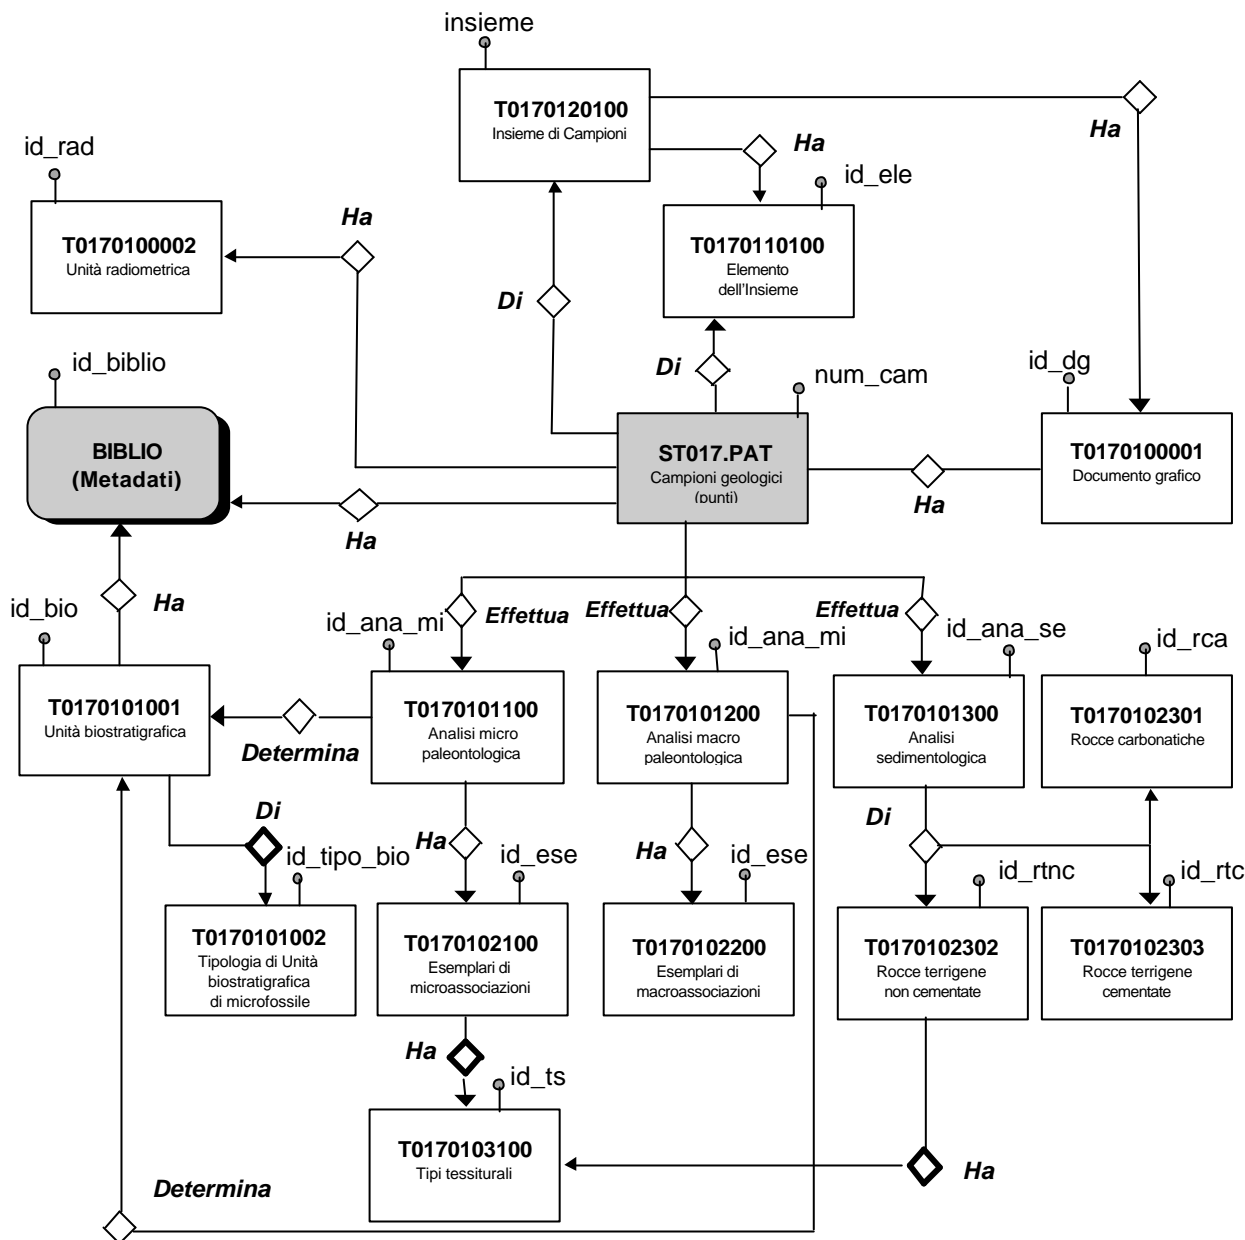 insieme
T0170120100
Insieme di Campioni
Ha
Ha
id_rad
id_ele
T0170100002
Unità radiometrica
Ha
T0170110100
Elemento
dell'Insieme
Di
Di
id_biblio
num_cam
id_dg
BIBLIO
(Metadati)
ST017.PAT
Campioni geologici
(punti)
T0170100001
Documento grafico
Ha
Ha
Ha
id_bio
id_ana_mi
Effettua
Effettua
id_ana_mi
Effettua
id_ana_se
id_rca
T0170101001
Unità biostratigrafica
Determina
T0170101100
Analisi micro
paleontologica
T0170101200
Analisi macro
paleontologica
T0170101300
Analisi
sedimentologica
T0170102301
Rocce carbonatiche
Di
id_tipo_bio
Ha
id_ese
Ha
id_ese
Di
id_rtnc
id_rtc
T0170101002
Tipologia di Unità
biostratigrafica
di microfossile
T0170102100
Esemplari di
microassociazioni
T0170102200
Esemplari di
macroassociazioni
T0170102302
Rocce terrigene
non cementate
T0170102303
Rocce terrigene
cementate
Ha
id_ts
T0170103100
Tipi tessiturali
Ha
Determina